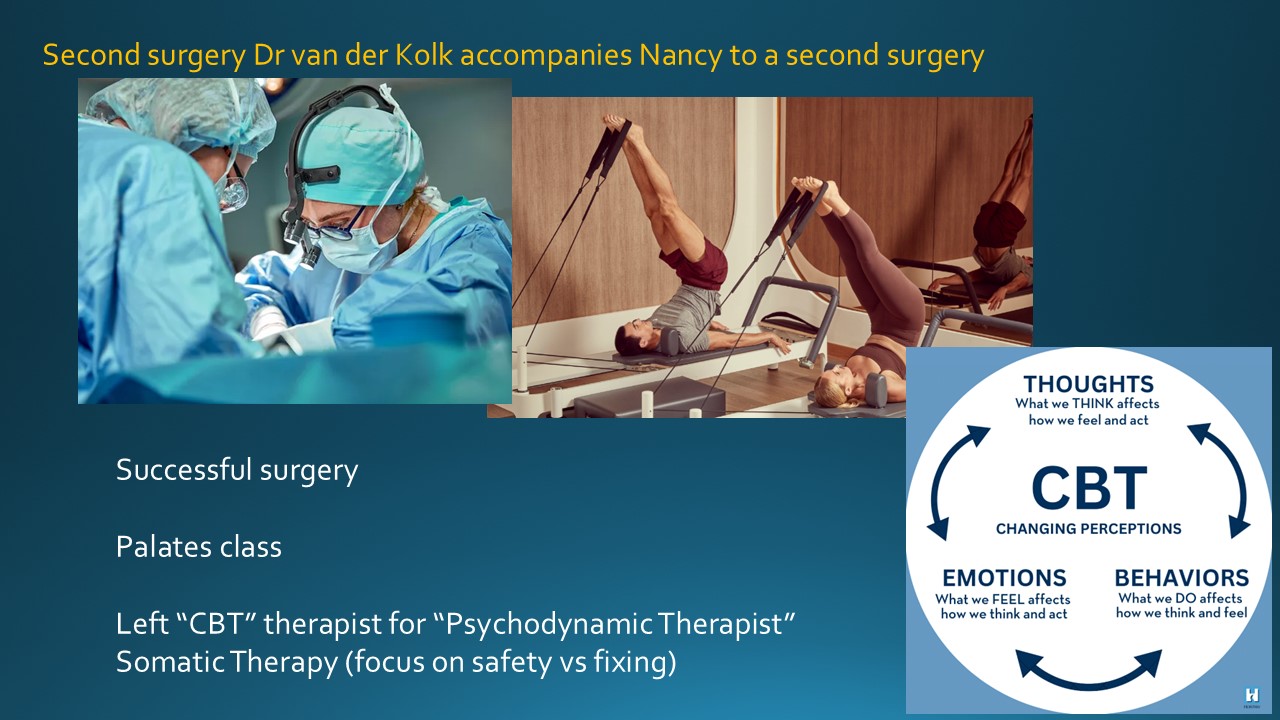 Second surgery Dr van der Kolk accompanies Nancy to a second surgery
Successful surgery
Palates class
Left “CBT” therapist for “Psychodynamic Therapist”
Somatic Therapy (focus on safety vs fixing)
THOUGHTS
What we THINK affects
how we feel and act
CBT
CHANGING PERCEPTIONS
EMOTIONS
What we FEEL affects
how we think and act
BEHAVIORS
What we DO affects
how we think and feel